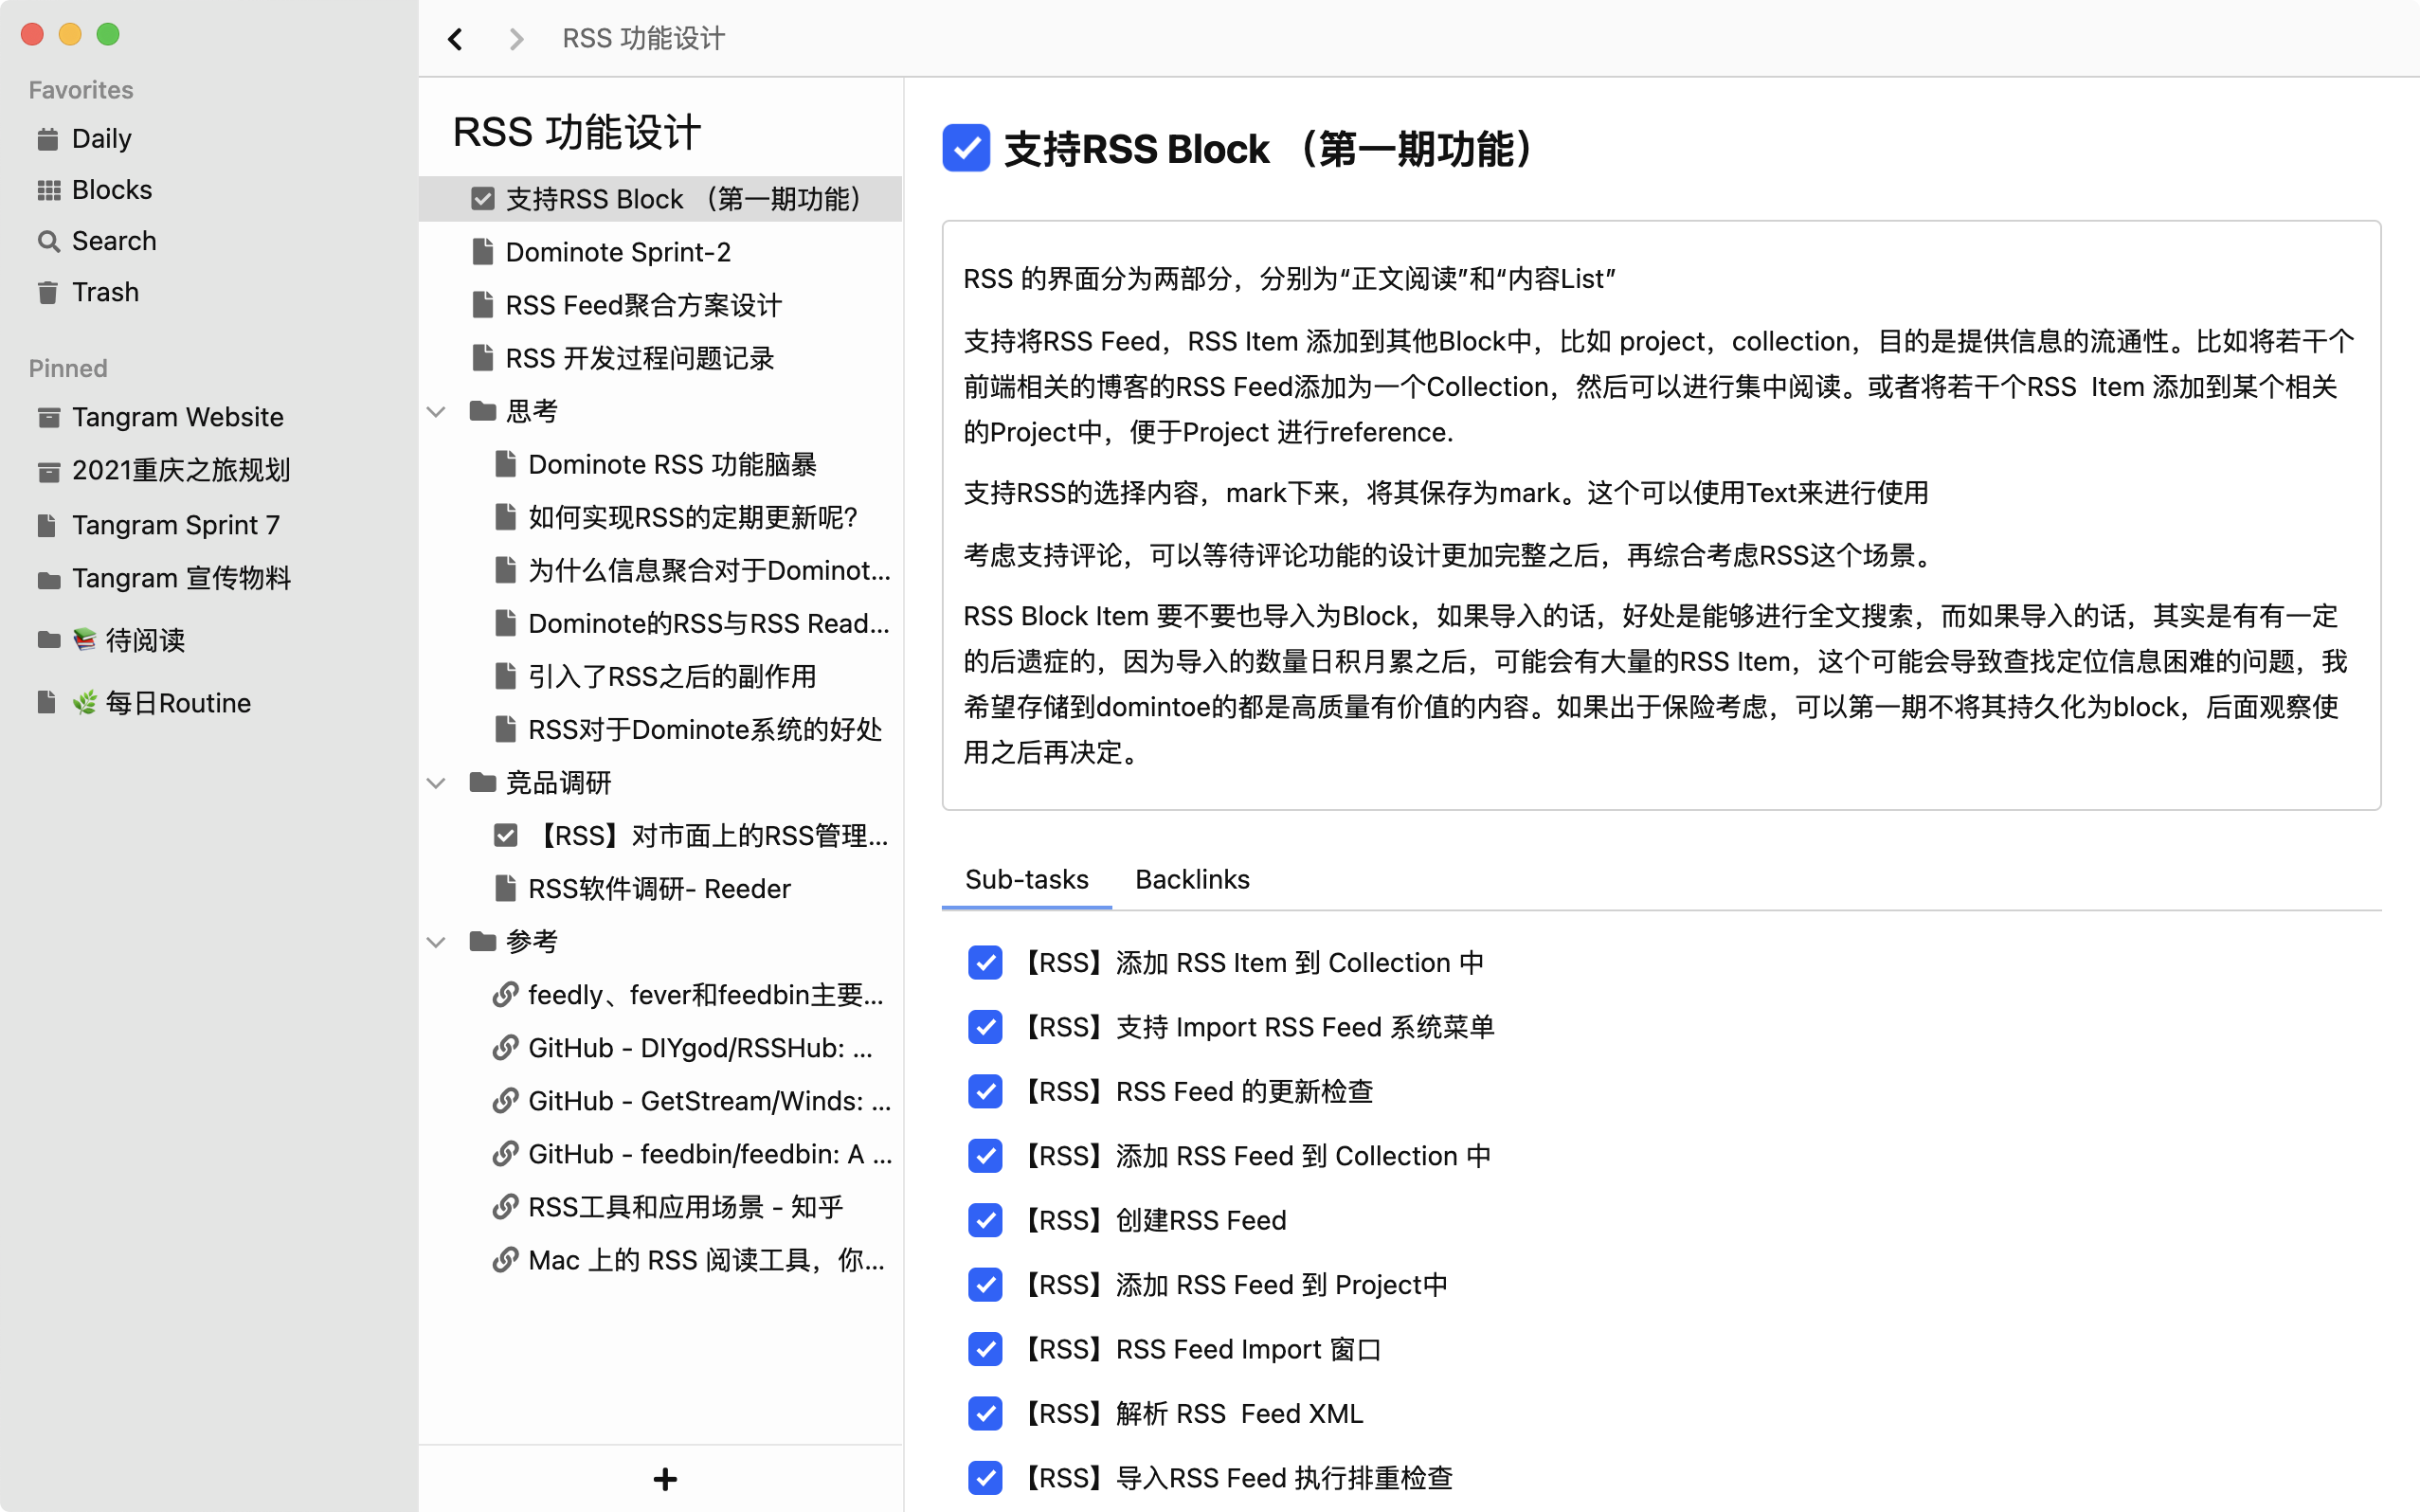 Favorites
Daily
Blocks
Search
Trash
Pinned
Tangram Website
2021重庆之旅规划
Tangram Sprint 7
Tangram 宣传物料
📚 待阅读
🌿 每日Routine
RSS 功能设计
RSS 功能设计
支持RSS Block （第一期功能）
Dominote Sprint-2
RSS Feed聚合方案设计
RSS 开发过程问题记录
思考
Dominote RSS 功能脑暴
如何实现RSS的定期更新呢？
为什么信息聚合对于Dominot...
Dominote的RSS与RSS Read...
引入了RSS之后的副作用
RSS对于Dominote系统的好处
竞品调研
【RSS】对市面上的RSS管理...
RSS软件调研- Reeder
参考
feedly、fever和feedbin主要...
GitHub - DIYgod/RSSHub: ...
GitHub - GetStream/Winds: ...
GitHub - feedbin/feedbin: A ...
RSS工具和应用场景 - 知乎
Mac 上的 RSS 阅读工具，你...
支持RSS Block （第一期功能）
RSS 的界面分为两部分，分别为“正文阅读”和“内容List”
支持将RSS Feed，RSS Item 添加到其他Block中，比如 project，collection，目的是提供信息的流通性。比如将若干个
前端相关的博客的RSS Feed添加为一个Collection，然后可以进行集中阅读。或者将若干个RSS  Item 添加到某个相关
的Project中，便于Project 进行reference.
支持RSS的选择内容，mark下来，将其保存为mark。这个可以使用Text来进行使用
考虑支持评论，可以等待评论功能的设计更加完整之后，再综合考虑RSS这个场景。
RSS Block Item 要不要也导入为Block，如果导入的话，好处是能够进行全文搜索，而如果导入的话，其实是有有一定
的后遗症的，因为导入的数量日积月累之后，可能会有大量的RSS Item，这个可能会导致查找定位信息困难的问题，我
希望存储到domintoe的都是高质量有价值的内容。如果出于保险考虑，可以第一期不将其持久化为block，后面观察使
用之后再决定。
Sub-tasks
Backlinks
【RSS】添加 RSS Item 到 Collection 中
【RSS】支持 Import RSS Feed 系统菜单
【RSS】RSS Feed 的更新检查
【RSS】添加 RSS Feed 到 Collection 中
【RSS】创建RSS Feed
【RSS】添加 RSS Feed 到 Project中
【RSS】RSS Feed Import 窗口
【RSS】解析 RSS  Feed XML
【RSS】导入RSS Feed 执行排重检查